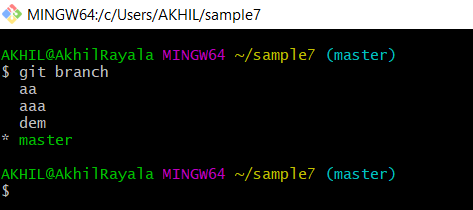 MINGW64:/c/Users/AKHIL/sample7
AKHIL@AkhilRayala MINGW64 ~/sample7 (master)
$ git branch
  aa
  aaa
  dem
* master
AKHIL@AkhilRayala MINGW64 ~/sample7 (master)
$